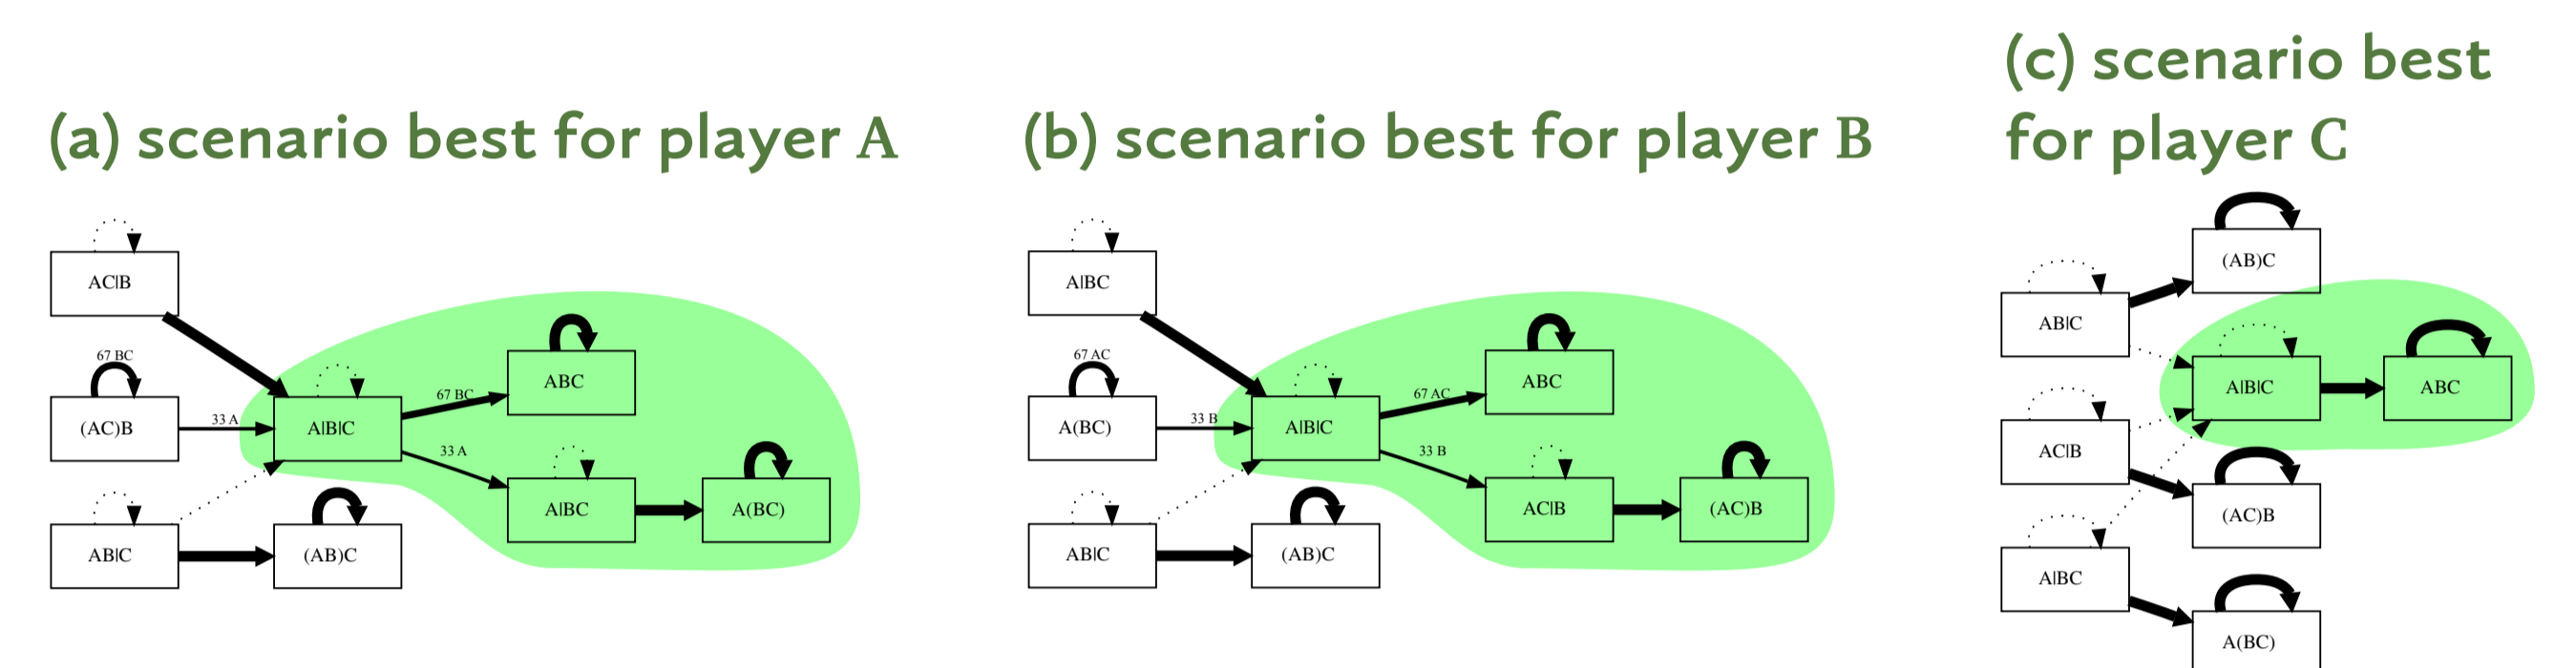 (a) scenario best for player A
AC|B
67 BC
(AC)B
33 A
A|B|C
67 BC
ABC
33 A
A|BC
A(BC)
AB|C
(AB)C
(b) scenario best for player B
A|BC
67 AC
A(BC)
33 B
A|B|C
67 AC
ABC
33 B
AC|B
(AC)B
AB|C
(AB)C
(c) scenario best
for player C
(AB)C
AB|C
A|B|C
ABC
AC|B
(AC)B
A|BC
A(BC)